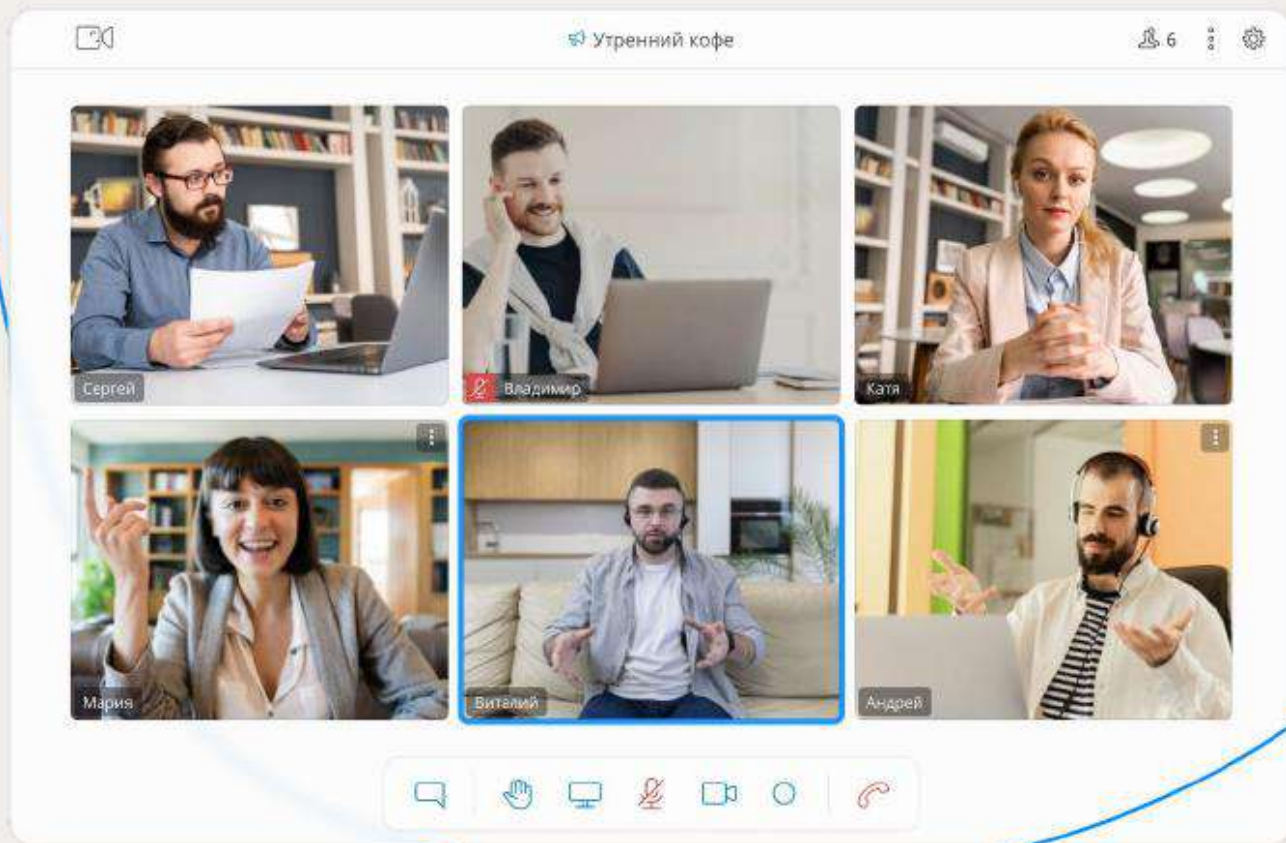 Утренний кофе
6
Сергей
Владимир
Катя
Мария
Виталий
Андрей